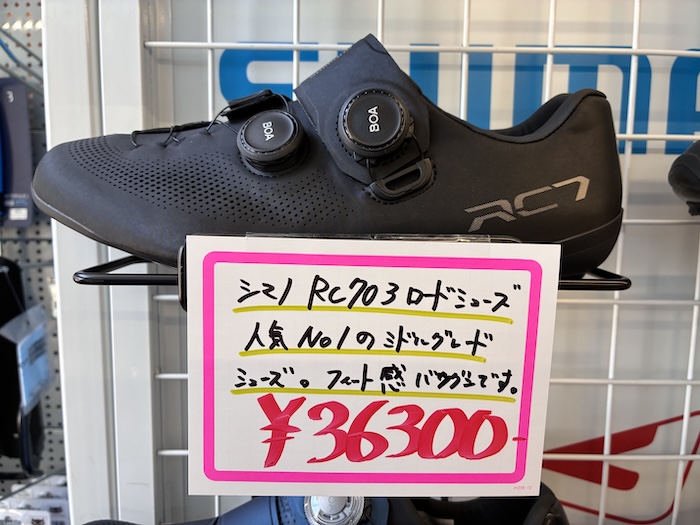 SHIMANO
BOA
BOA
RC7
シマノ RC703 ロードシューズ
人気No1のミドルグレード
シューズ。フィット感バツグンです。
¥36300-